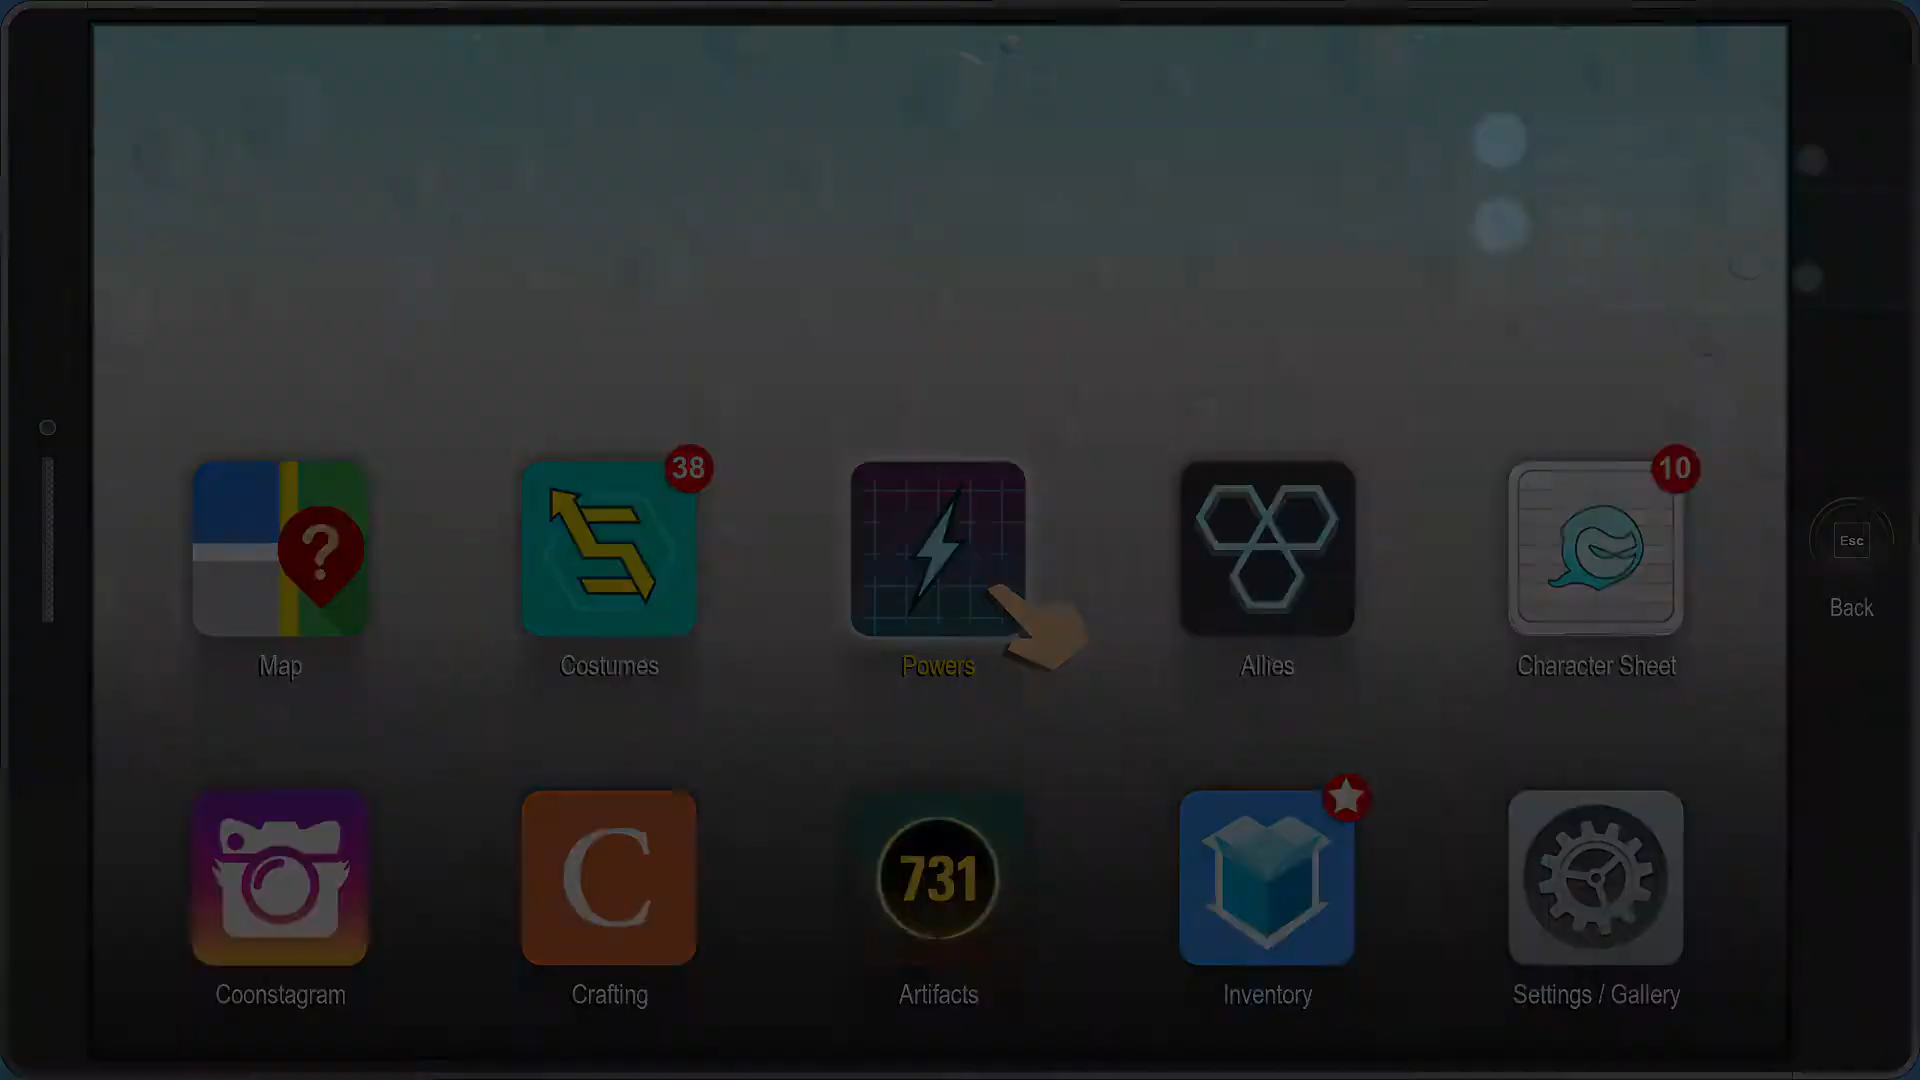 38
10
?
Map
Costumes
Powers
Allies
Character Sheet
Esc
Back
C
731
Coonstagram
Crafting
Artifacts
Inventory
Settings / Gallery